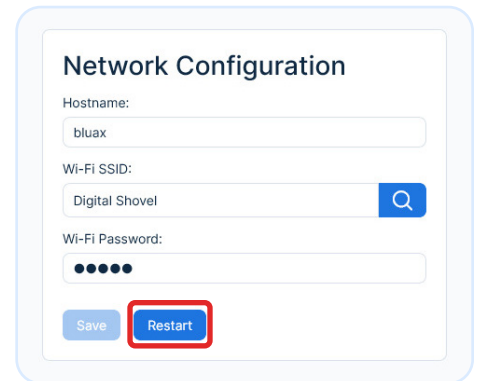 Network Configuration
Hostname:
bluax
Wi-Fi SSID:
Digital Shovel
Wi-Fi Password:
●●●●●
Save Restart